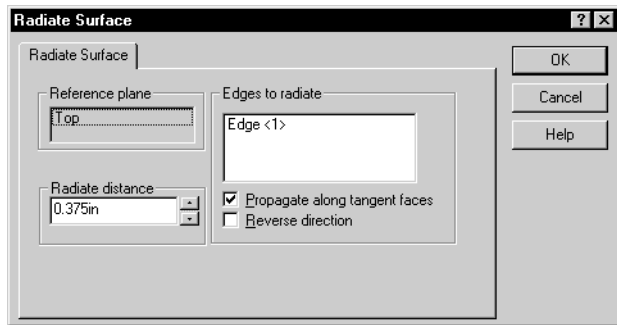 Radiate Surface
Radiate Surface
OK
Cancel
Help
Reference plane
Top
Edges to radiate
Edge <1>
Radiate distance
0.375in
Propagate along tangent faces
Reverse direction